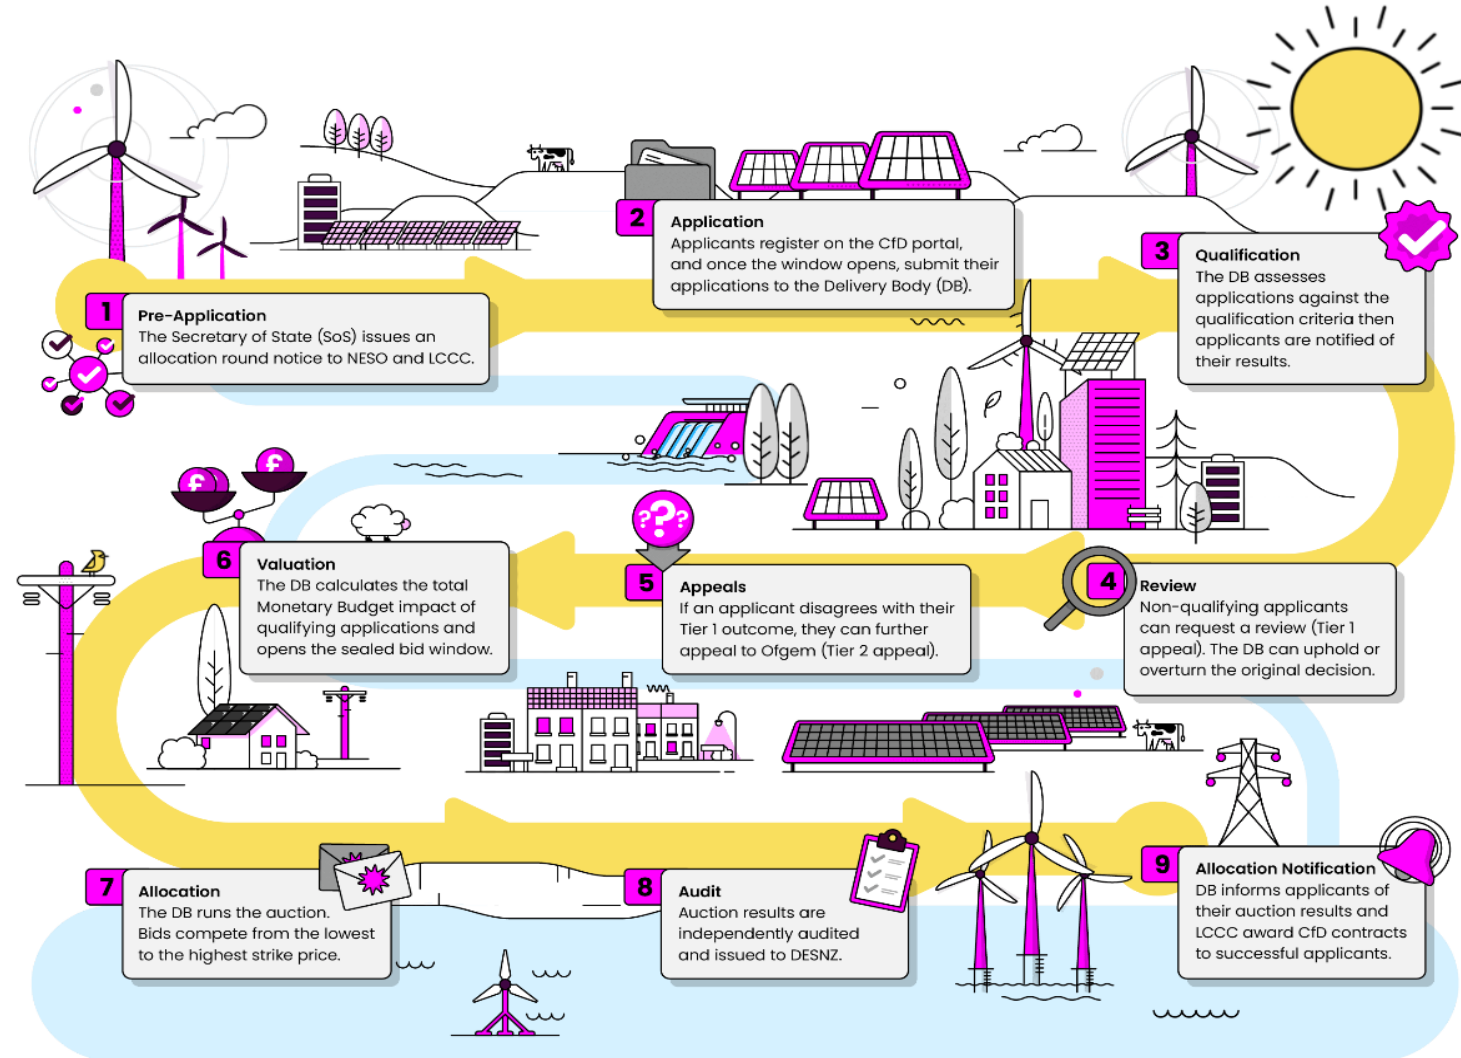 1
Pre-Application
The Secretary of State (SoS) issues an
allocation round notice to NESO and LCCC.
2
Application
Applicants register on the CfD portal,
and once the window opens, submit their
applications to the Delivery Body (DB).
3
Qualification
The DB assesses
applications against the
qualification criteria then
applicants are notified of
their results.
4
Review
Non-qualifying applicants
can request a review (Tier 1
appeal). The DB can uphold or
overturn the original decision.
???
5
Appeals
If an applicant disagrees with their
Tier 1 outcome, they can further
appeal to Ofgem (Tier 2 appeal).
£
£
6
Valuation
The DB calculates the total
Monetary Budget impact of
qualifying applications and
opens the sealed bid window.
7
Allocation
The DB runs the auction.
Bids compete from the lowest
to the highest strike price.
8
Audit
Auction results are
independently audited
and issued to DESNZ.
9
Allocation Notification
DB informs applicants of
their auction results and
LCCC award CfD contracts
to successful applicants.